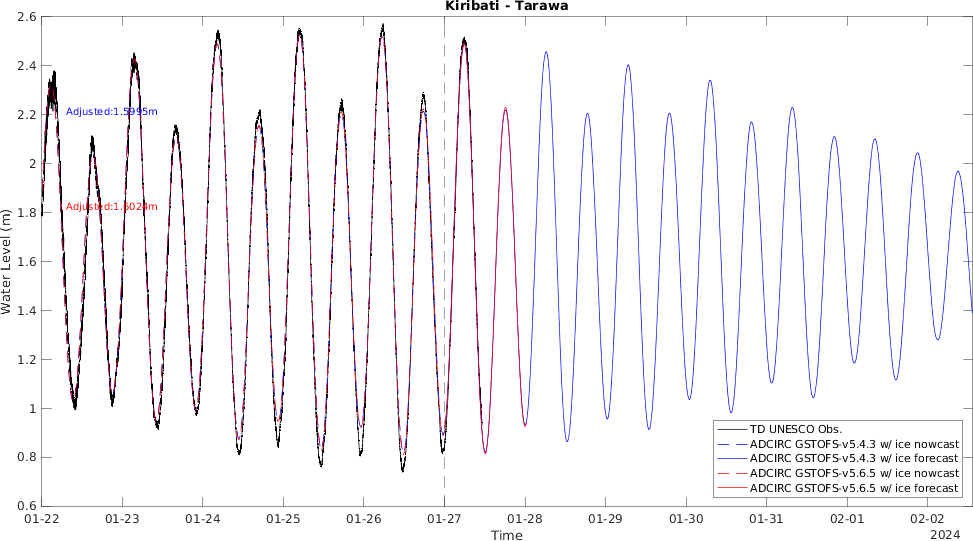 Kiribati - Tarawa
2.6
2.4
2.2
2
1.8
1.6
1.4
1.2
1
0.8
0.6
Water Level (m)
Adjusted:1.5995m
Adjusted:1.6024m
TD UNESCO Obs.
ADCIRC GSTOFS-v5.4.3 w/ ice nowcast
ADCIRC GSTOFS-v5.4.3 w/ ice forecast
ADCIRC GSTOFS-v5.6.5 w/ ice nowcast
ADCIRC GSTOFS-v5.6.5 w/ ice forecast
01-22 01-23 01-24 01-25 01-26 01-27 01-28 01-29 01-30 01-31 02-01 02-02
Time
2024